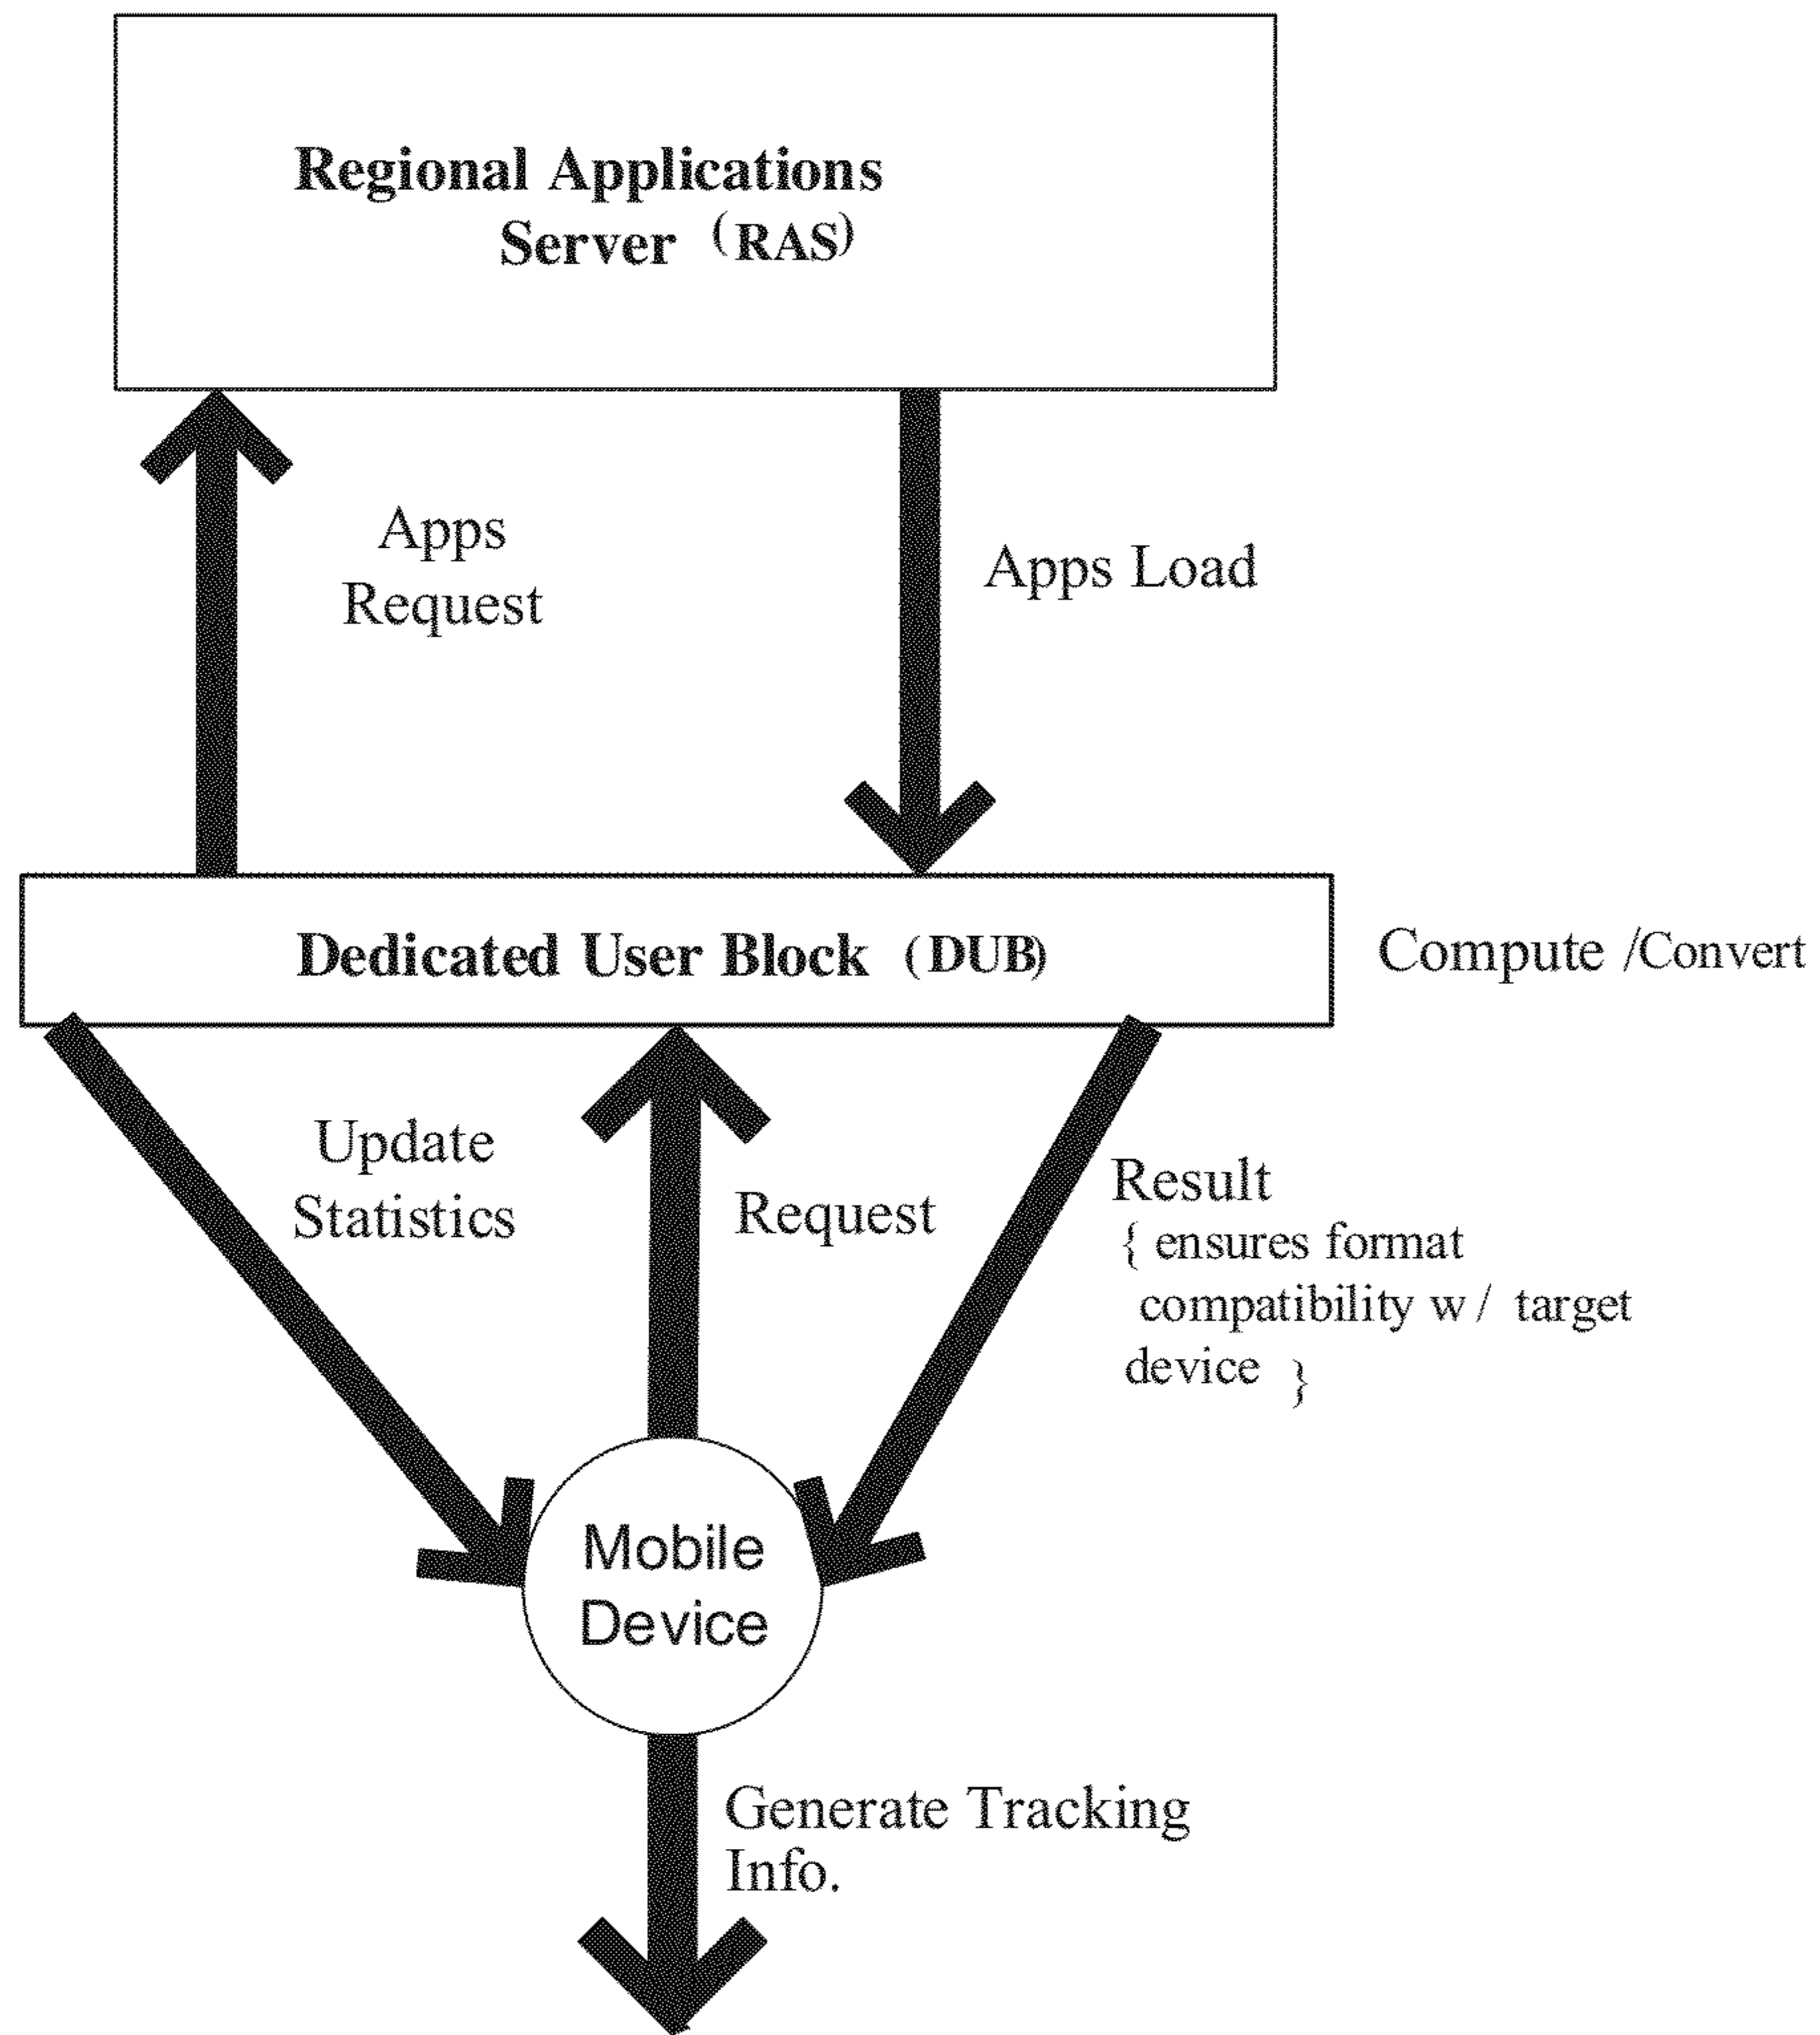 Regional Applications
Server (RAS)
Apps
Request
Apps Load
Dedicated User Block (DUB)
Compute /Convert
Update
Statistics
Request
Result
{ ensures format
compatibility w / target
device }
Mobile
Device
Generate Tracking
Info.